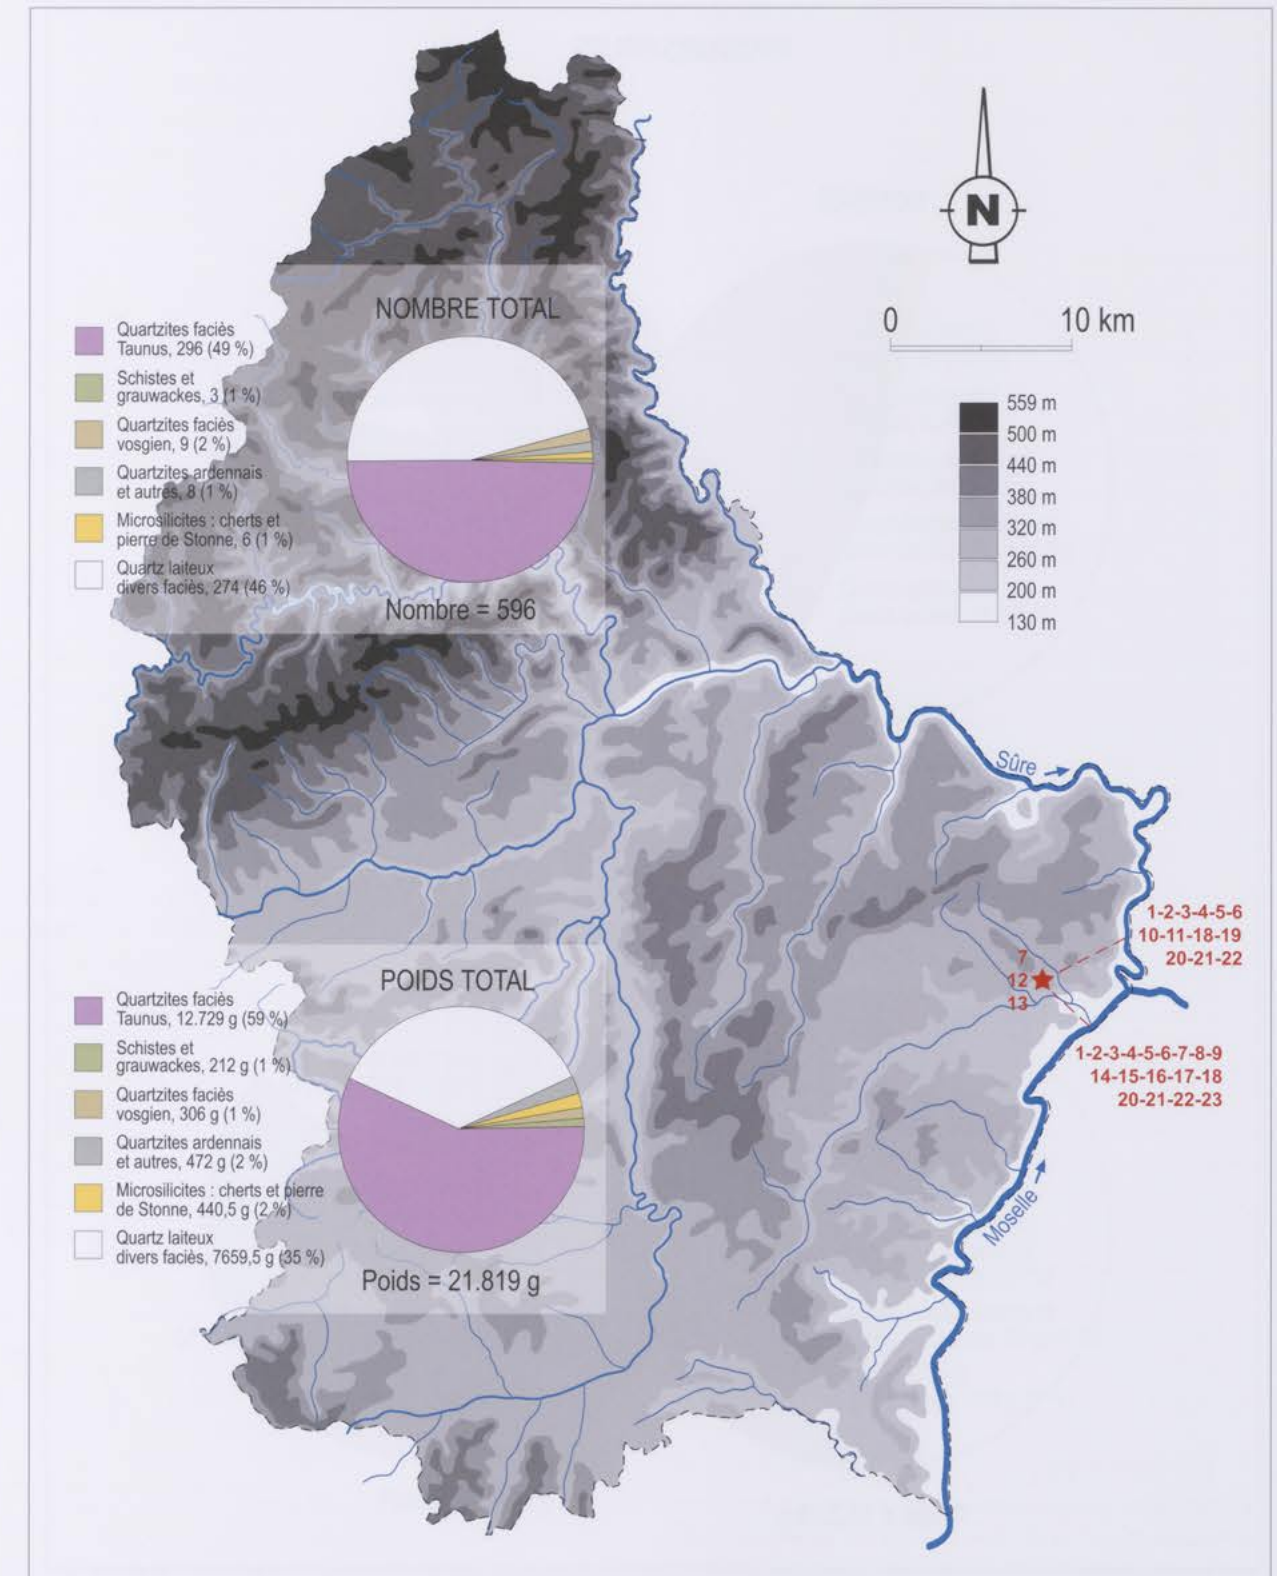 NOMBRE TOTAL
Quartzites faciès
Taunus, 296 (49 %)
Schistes et
grauwackes, 3 (1 %)
Quartzites faciès
vosgien, 9 (2 %)
Quartzites ardennais
et autres, 8 (1 %)
Microsilicites : cherts et
pierre de Stonne, 6 (1 %)
Quartz laiteux
divers faciès, 274 (46 %)
Nombre = 596
N
0 10 km
559 m
500 m
440 m
380 m
320 m
260 m
200 m
130 m
Sûre
1-2-3-4-5-6
10-11-18-19
20-21-22
7
12
13
1-2-3-4-5-6-7-8-9
14-15-16-17-18
20-21-22-23
Moselle
POIDS TOTAL
Quartzites faciès
Taunus, 12.729 g (59 %)
Schistes et
grauwackes, 212 g (1 %)
Quartzites faciès
vosgien, 306 g (1 %)
Quartzites ardennais
et autres, 472 g (2 %)
Microsilicites : cherts et pierre
de Stonne, 440,5 g (2 %)
Quartz laiteux
divers faciès, 7659,5 g (35 %)
Poids = 21.819 g